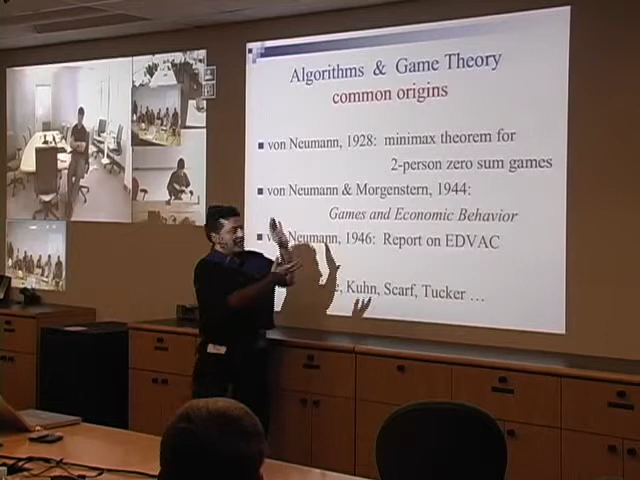 Algorithms & Game Theory
common origins
von Neumann, 1928: minimax theorem for
2-person zero sum games
von Neumann & Morgenstern, 1944:
Games and Economic Behavior
Neumann, 1946: Report on EDVAC
Kuhn, Scarf, Tucker ...